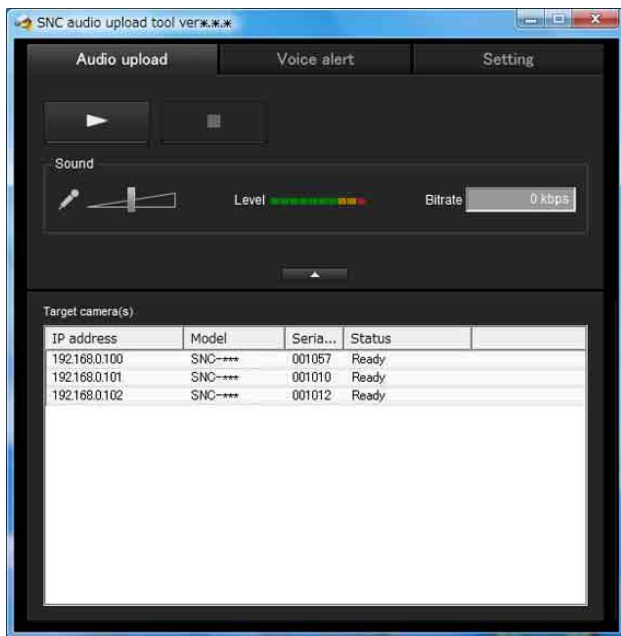 SNC audio upload tool ver*.*.*
Audio upload Voice alert Setting
Sound
Level Bitrate 0 kbps
Target camera(s)
IP address Model Seria... Status
192.168.0.100 SNC-*** 001057 Ready
192.168.0.101 SNC-*** 001010 Ready
192.168.0.102 SNC-*** 001012 Ready